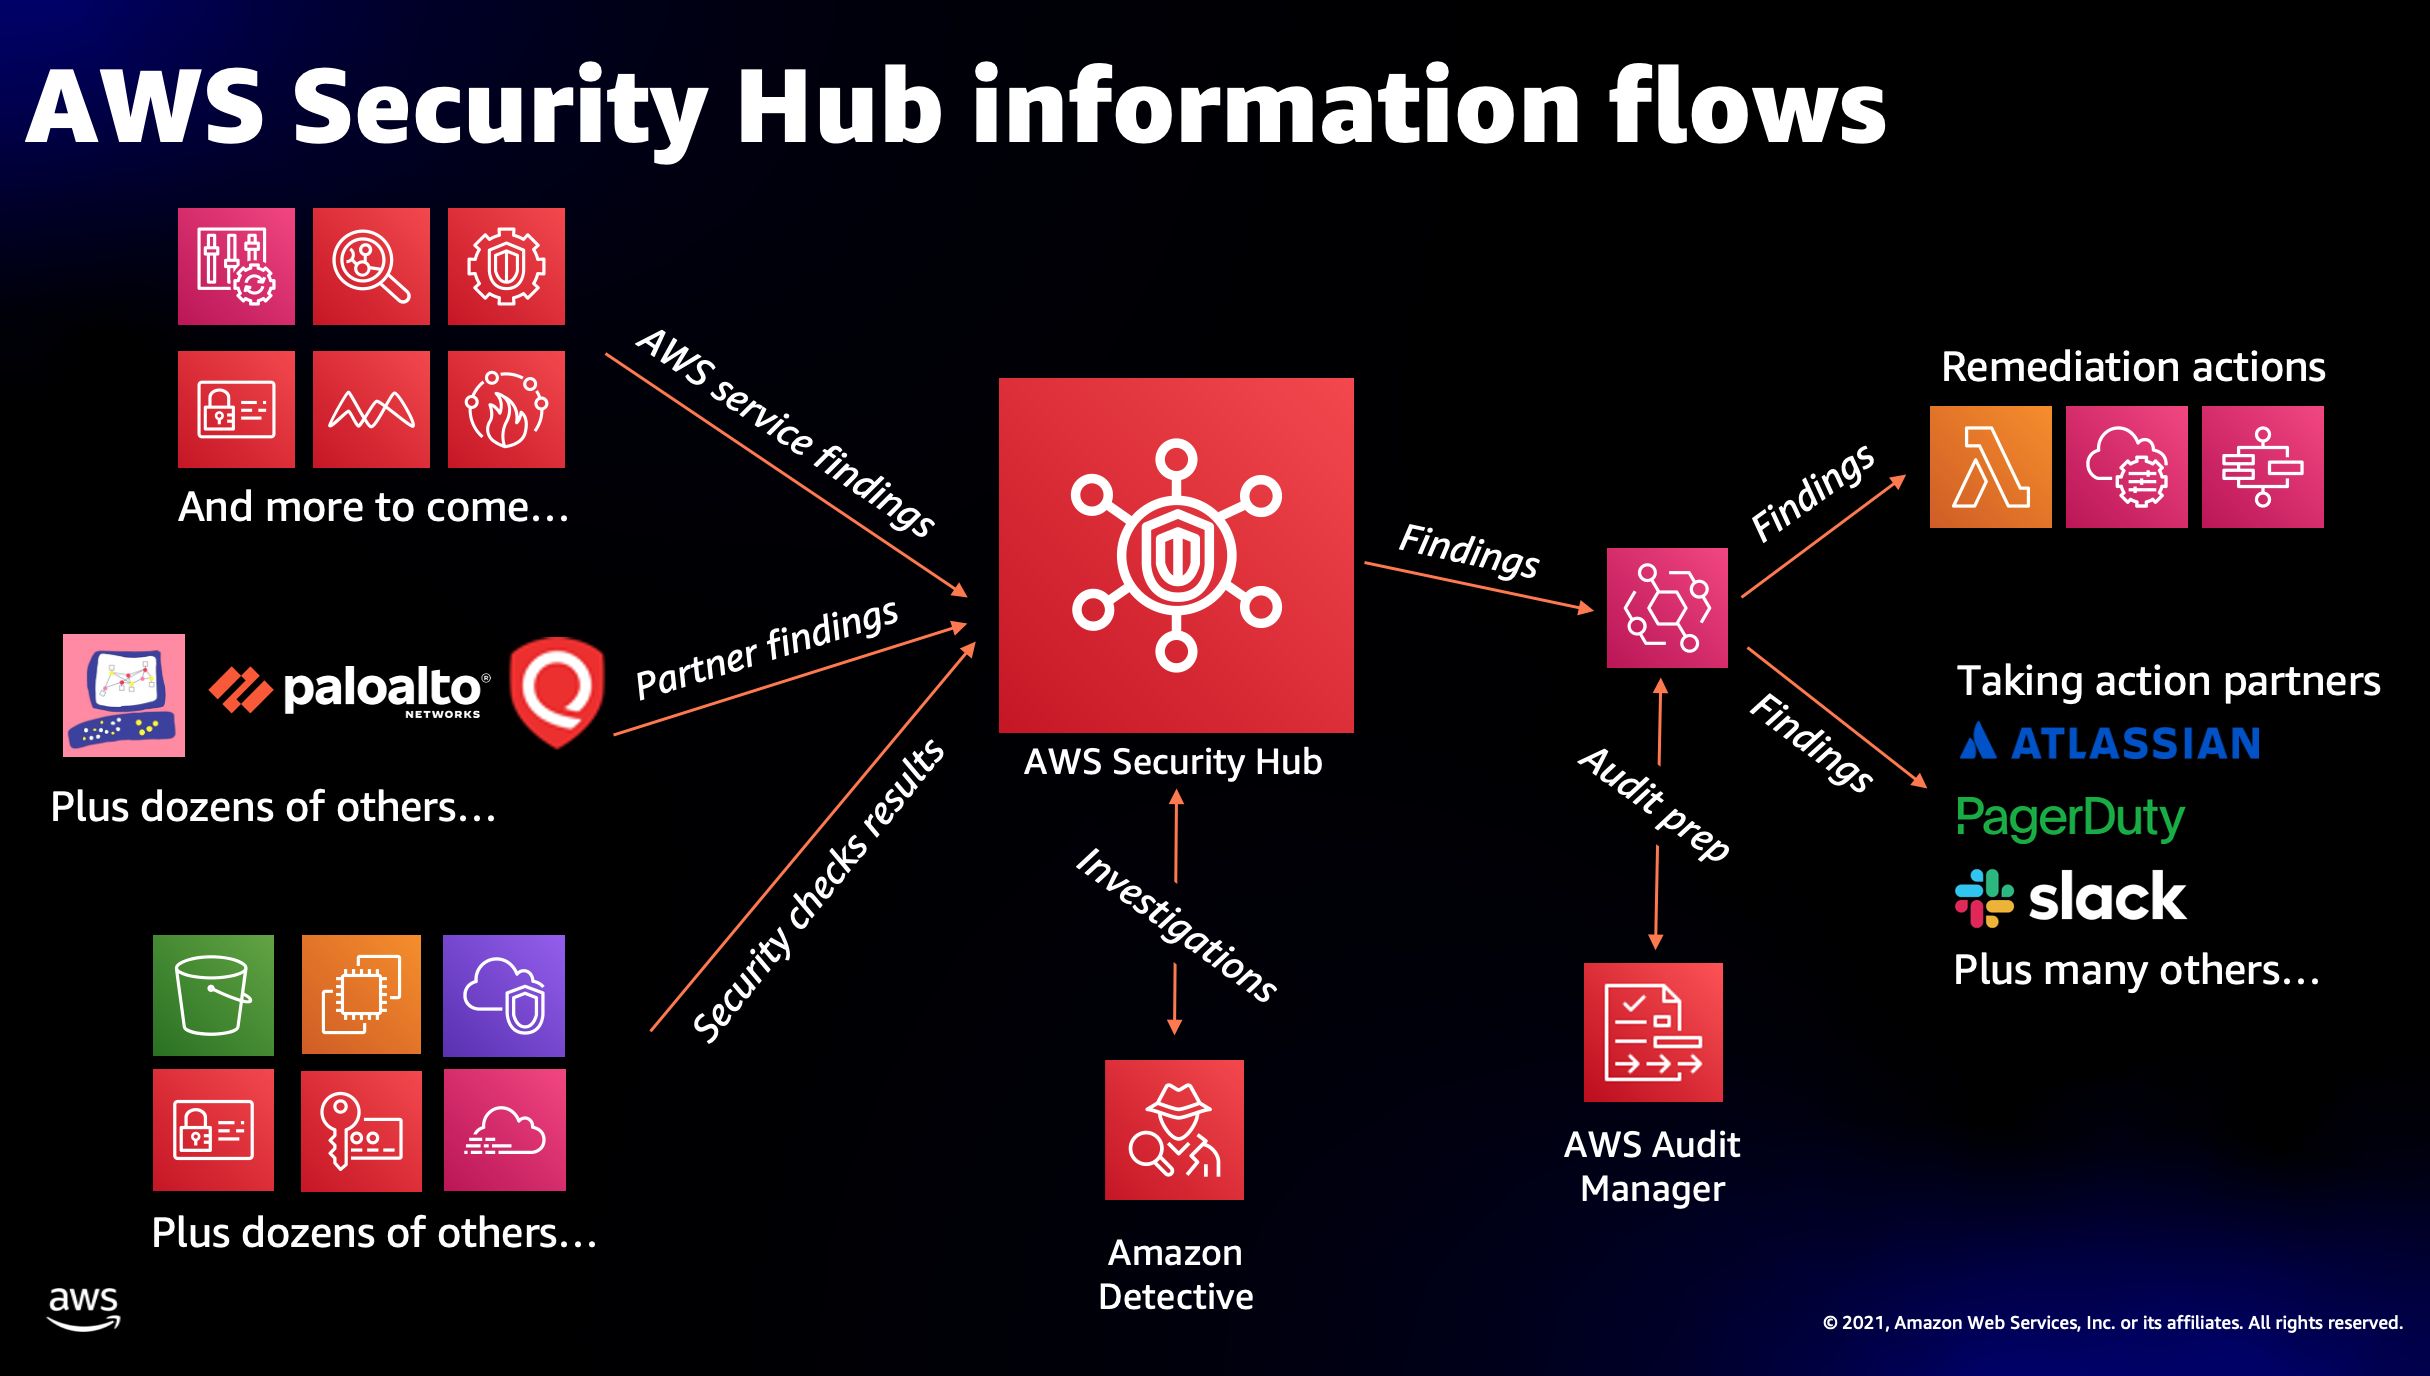 AWS Security Hub information flows
And more to come...
AWS service findings
paloalto®
NETWORKS
Partner findings
Plus dozens of others...
Security checks results
Plus dozens of others...
AWS Security Hub
Investigations
Amazon
Detective
Findings
Audit prep
AWS Audit
Manager
Findings
Remediation actions
Findings
Taking action partners
ATLASSIAN
PagerDuty
slack
Plus many others...
aws
© 2021, Amazon Web Services, Inc. or its affiliates. All rights reserved.